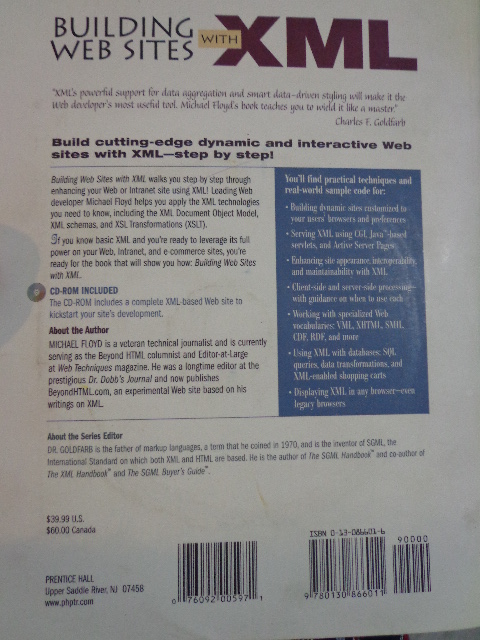 BUILDING
WEB SITES WITH XML
"XML's powerful support for data aggregation and smart data-driven styling will make it the
Web developer's most useful tool. Michael Floyd's book teaches you to wield it like a master."
Charles F. Goldfarb
Build cutting-edge dynamic and interactive Web
sites with XML—step by step!
Building Web Sites with XML walks you step by step through
enhancing your Web or Intranet site using XML! Leading Web
developer Michael Floyd helps you apply the XML technologies
you need to know, including the XML Document Object Model,
XML schemas, and XSL Transformations (XSLT).
If you know basic XML and you're ready to leverage its full
power on your Web, Intranet, and e-commerce sites, you're
ready for the book that will show you how: Building Web Sites
with XML.
CD-ROM INCLUDED
The CD-ROM includes a complete XML-based Web site to
kickstart your site's development.
About the Author
MICHAEL FLOYD is a veteran technical journalist and is currently
serving as the Beyond HTML columnist and Editor-at-Large
at Web Techniques magazine. He was a longtime editor at the
prestigious Dr. Dobb's Journal and now publishes
BeyondHTML.com, an experimental Web site based on his
writings on XML.
You'll find practical techniques and
real-world sample code for:
• Building dynamic sites customized to
your users' browsers and preferences
• Serving XML using CGI, Java™-based
servlets, and Active Server Pages
• Enhancing site appearance, interoperability,
and maintainability with XML
• Client-side and server-side processing—
with guidance on when to use each
• Working with specialized Web
vocabularies: VML, XHTML, SMIL,
CDF, RDF, and more
• Using XML with databases: SQL
queries, data transformations, and
XML-enabled shopping carts
• Displaying XML in any browser—even
legacy browsers
About the Series Editor
DR. GOLDFARB is the father of markup languages, a term that he coined in 1970, and is the inventor of SGML, the
International Standard on which both XML and HTML are based. He is the author of The SGML Handbook™ and co-author of
The XML Handbook™ and The SGML Buyer's Guide™.
$39.99 U.S.
$60.00 Canada
PRENTICE HALL
Upper Saddle River, NJ 07458
www.phptr.com
0 76092 00597 1
ISBN 0-13-086601-6
90000
9 780130 866011